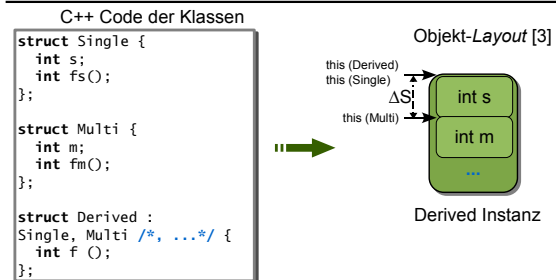 C++ Code der Klassen
struct Single {
int s;
int fs();
};
struct Multi {
int m;
int fm();
};
struct Derived :
Single, Multi /*, ...*/ {
int f ();
};
Objekt-Layout [3]
this (Derived)
this (Single)
ΔS
this (Multi)
int s
int m
...
Derived Instanz